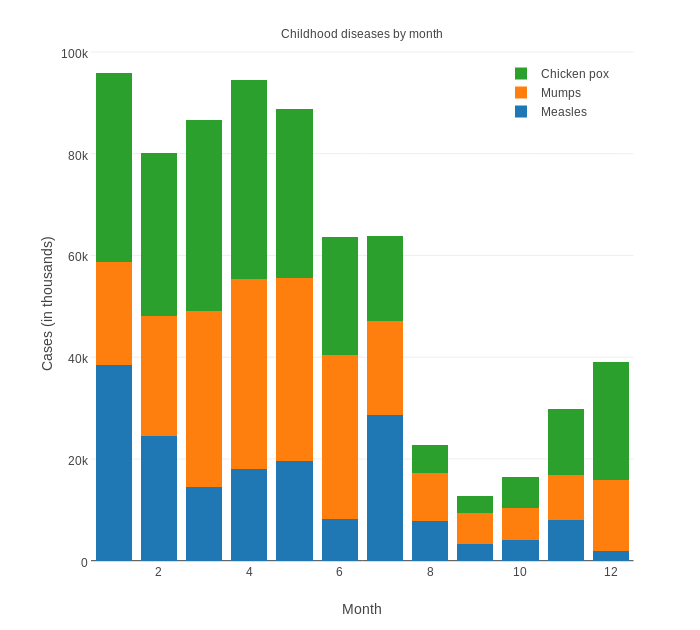 Childhood diseases by month
100k
80k
60k
40k
20k
0
Cases (in thousands)
Chicken pox
Mumps
Measles
2 4 6 8 10 12
Month